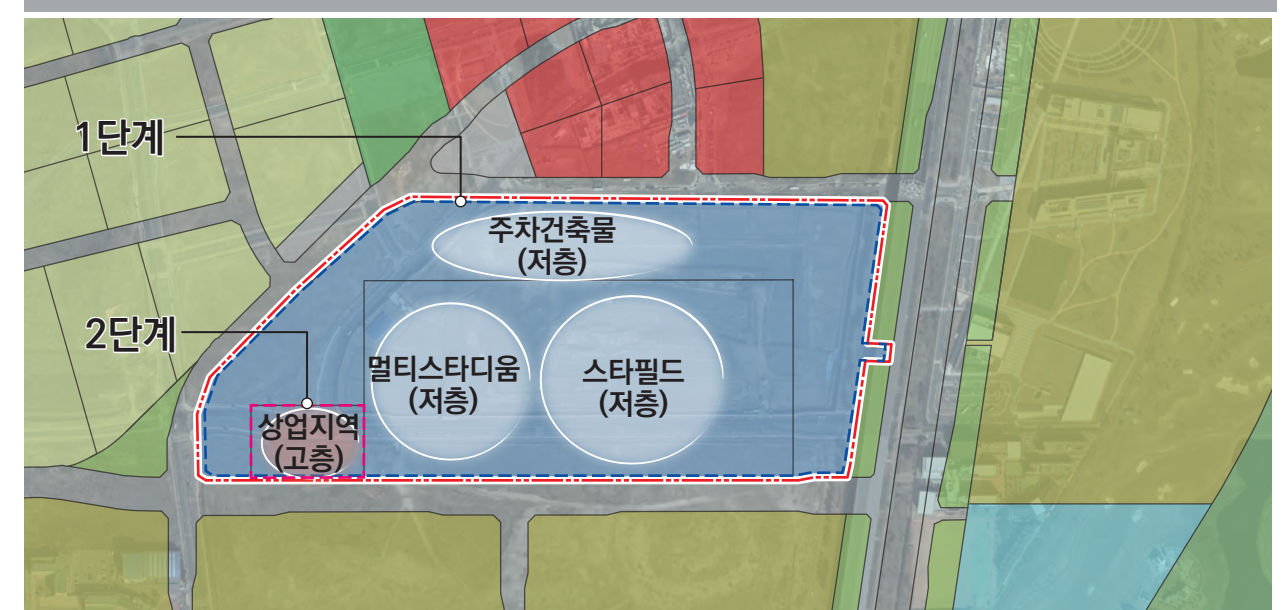 1단계
주차건축물
(저층)
2단계
멀티스타디움
(저층)
스타필드
(저층)
상업지역
(고층)